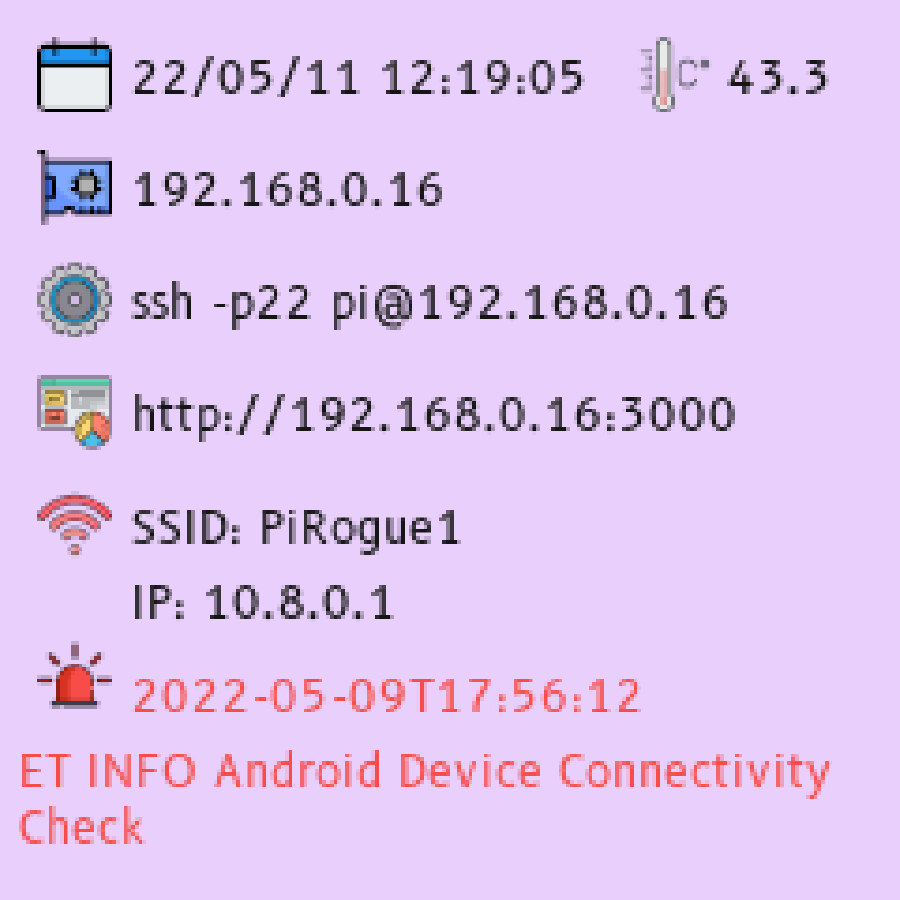 22/05/11 12:19:05 C° 43.3
192.168.0.16
ssh -p22 pi@192.168.0.16
http://192.168.0.16:3000
SSID: PiRogue1
IP: 10.8.0.1
2022-05-09T17:56:12
ET INFO Android Device Connectivity
Check